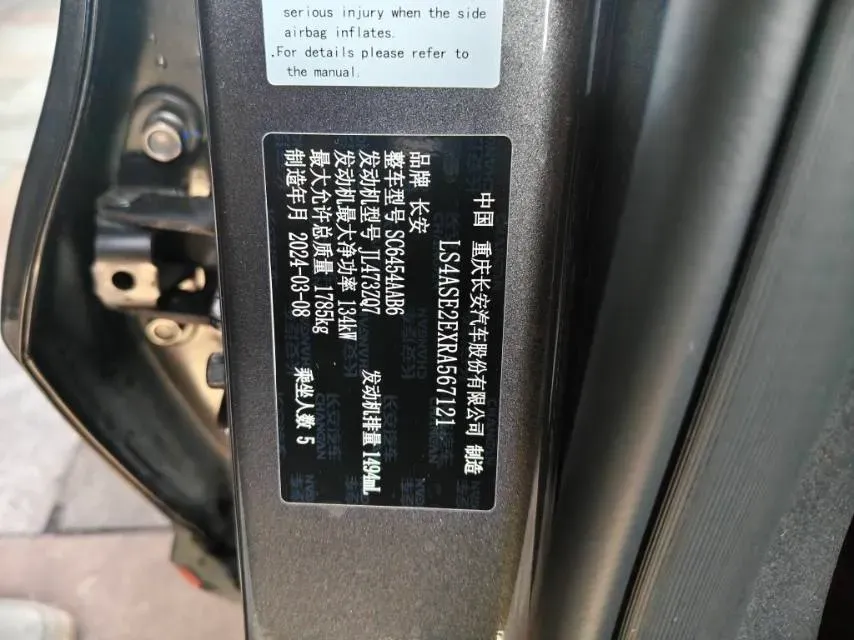 serious injury when the side
airbag inflates.
.For details please refer to
the manual.
中国 重庆长安汽车股份有限公司 制造
LS4ASE2EXRA567121
品牌 长安
整车型号 SC6454AAB6
发动机型号 JL473ZQ7 发动机排量 1494mL
发动机最大净功率 134kW
最大允许总质量 1785kg
制造年月 2024-03-08 乘坐人数 5